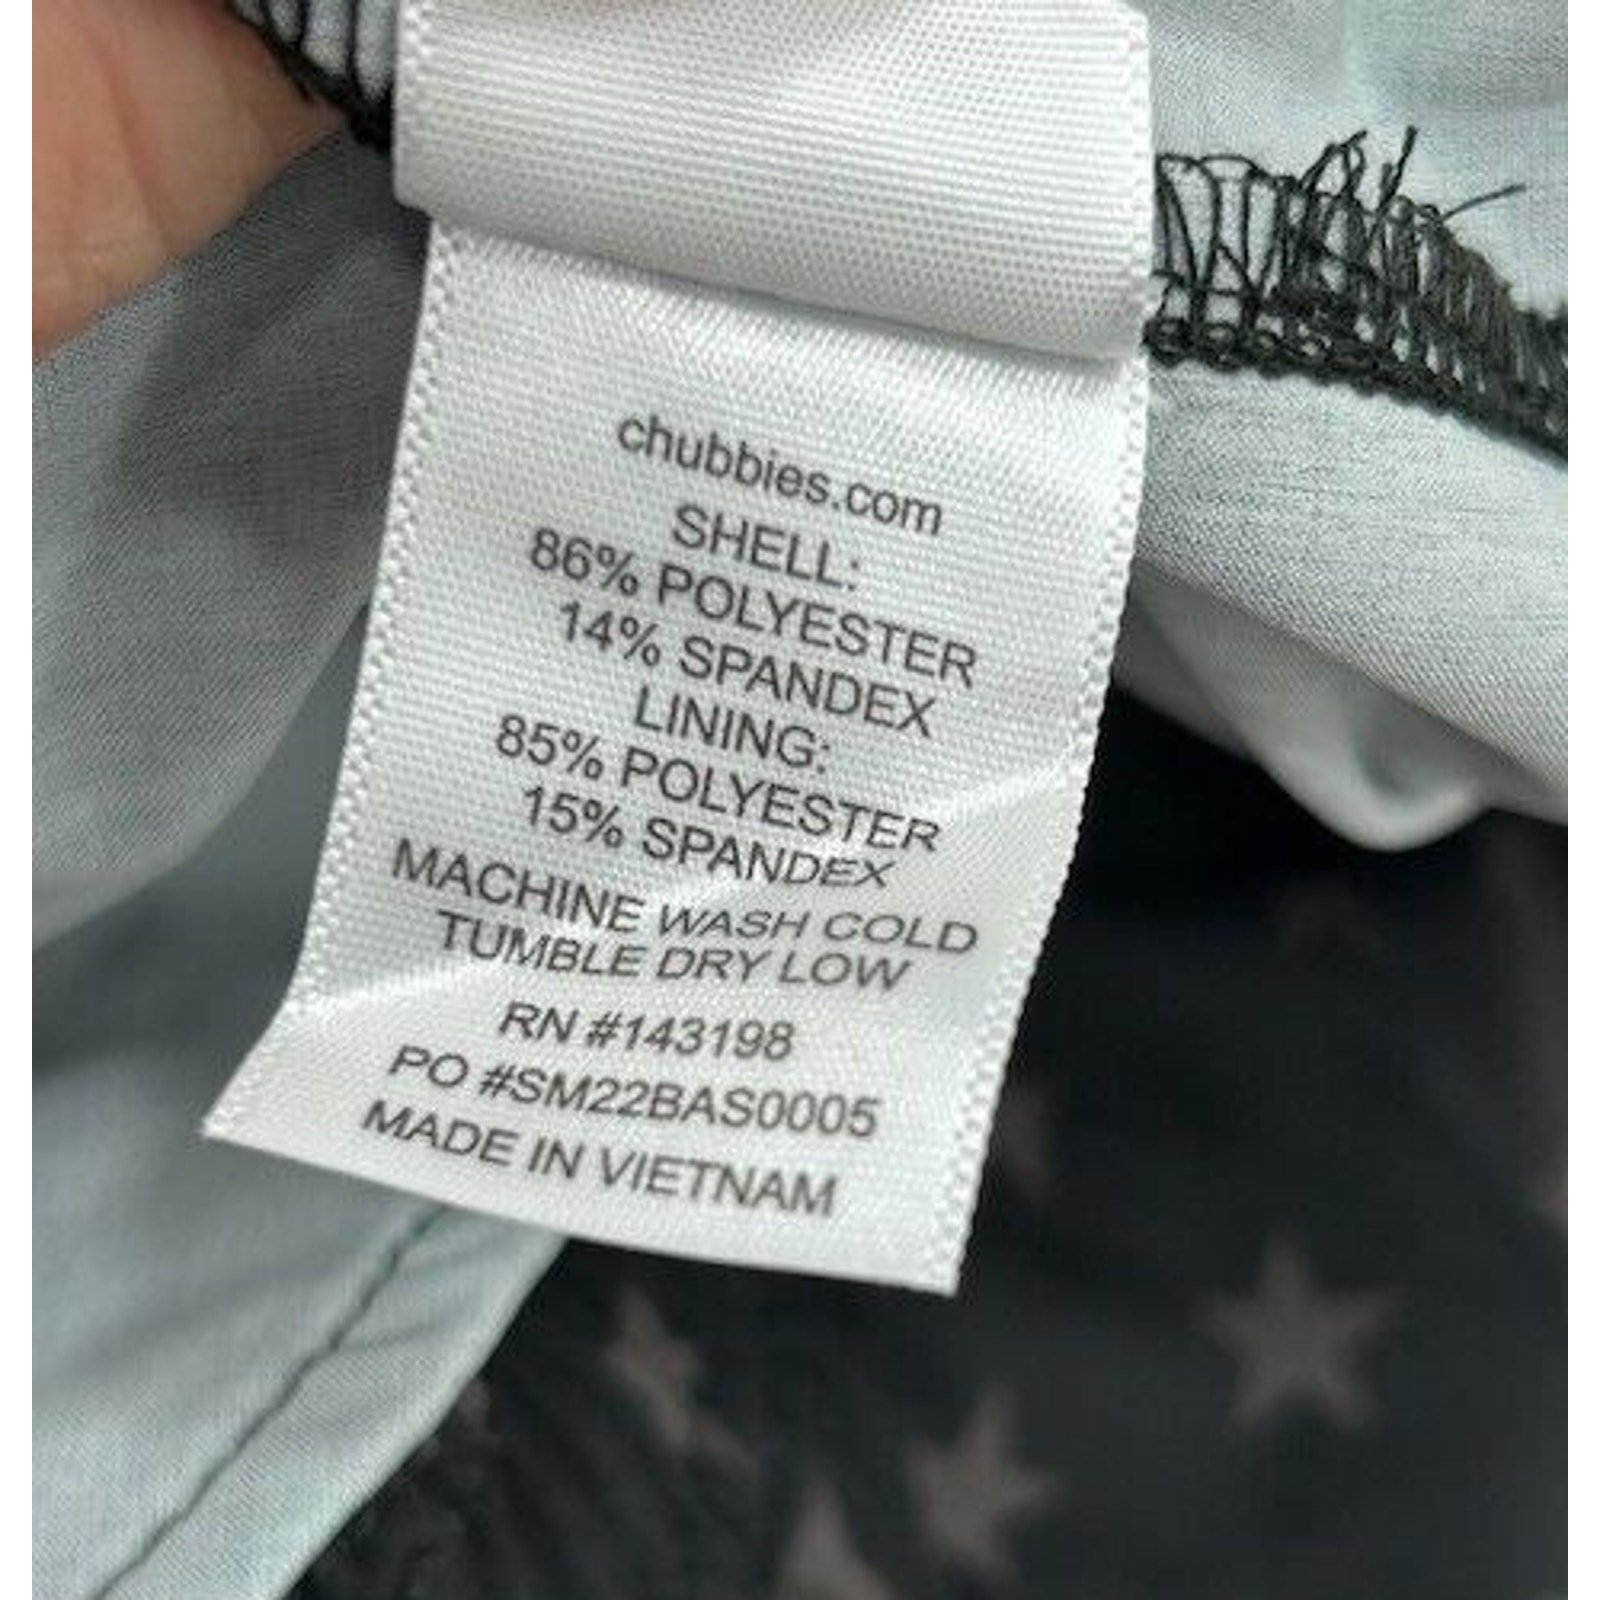 chubbies.com
SHELL:
86% POLYESTER
14% SPANDEX
LINING:
85% POLYESTER
15% SPANDEX
MACHINE WASH COLD
TUMBLE DRY LOW
RN #143198
PO #SM22BAS0005
MADE IN VIETNAM